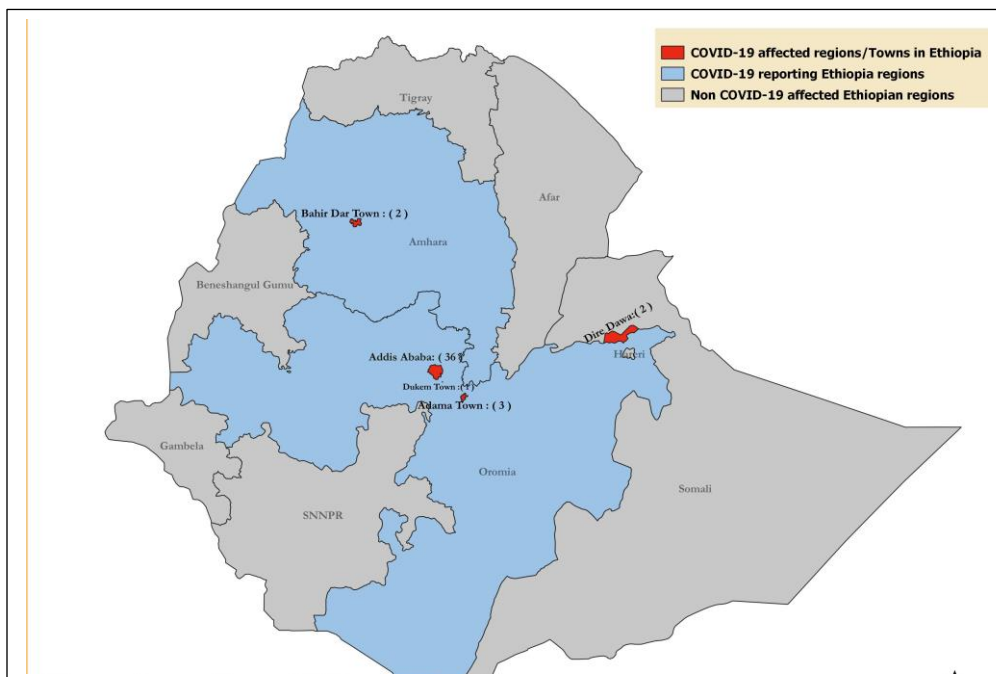 COVID-19 affected regions/Towns in Ethiopia
COVID-19 reporting Ethiopia regions
Non COVID-19 affected Ethiopian regions
Tigray
Afar
Bahir Dar Town : ( 2 )
Amhara
Beneshangul Gumu
Dire Dawa:( 2 )
Hareri
Addis Ababa: ( 36 )
Dukem Town :( 1 )
Adama Town : ( 3 )
Gambela
Oromia
Somali
SNNPR